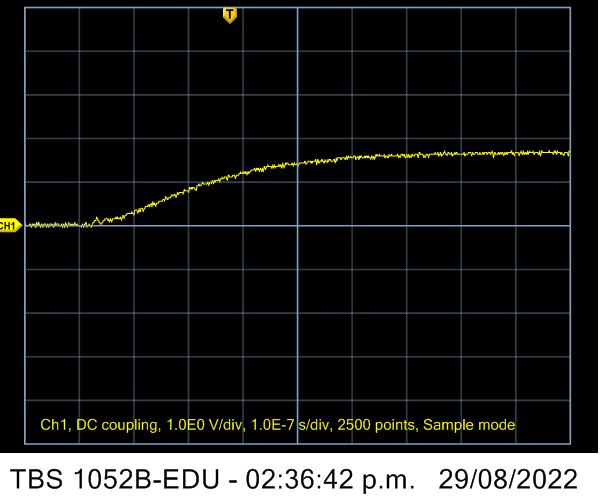 T
CH1
Ch1, DC coupling, 1.0E0 V/div, 1.0E-7 s/div, 2500 points, Sample mode
TBS 1052B-EDU - 02:36:42 p.m. 29/08/2022